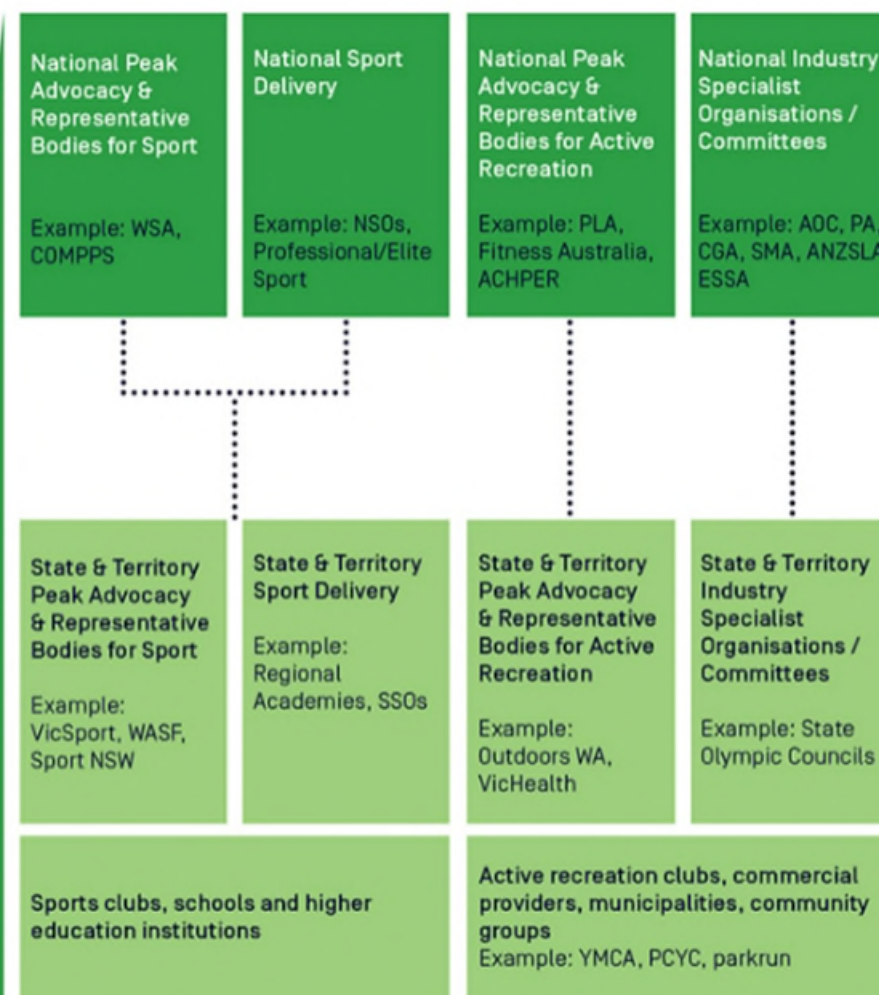 National Peak
Advocacy &
Representative
Bodies for Sport
Example: WSA,
COMPPS
National Sport
Delivery
Example: NSOs,
Professional/Elite
Sport
National Peak
Advocacy &
Representative
Bodies for Active
Recreation
Example: PLA,
Fitness Australia,
ACHPER
National Industry
Specialist
Organisations /
Committees
Example: AOC, PA,
CGA, SMA, ANZSLA
ESSA
State & Territory
Peak Advocacy
& Representative
Bodies for Sport
Example:
VicSport, WASF,
Sport NSW
State & Territory
Sport Delivery
Example:
Regional
Academies, SSOs
State & Territory
Peak Advocacy
& Representative
Bodies for Active
Recreation
Example:
Outdoors WA,
VicHealth
State & Territory
Industry
Specialist
Organisations /
Committees
Example: State
Olympic Councils
Sports clubs, schools and higher
education institutions
Active recreation clubs, commercial
providers, municipalities, community
groups
Example: YMCA, PCYC, parkrun